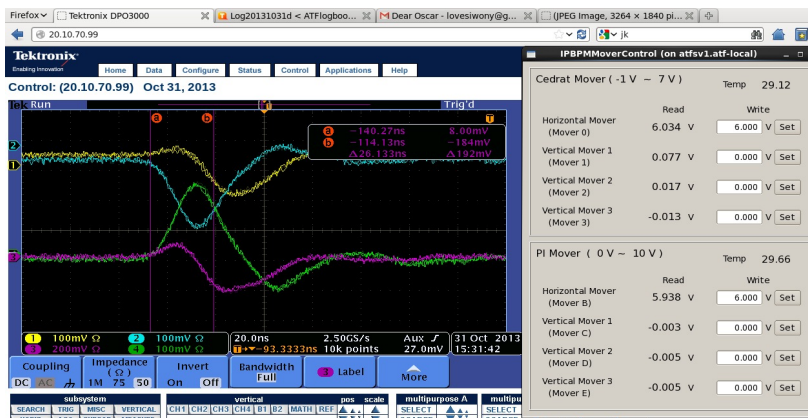 Firefox Tektronix DPO3000 Log20131031d < ATFlogboo... M Dear Oscar - lovesiwony@g... (JPEG Image, 3264 × 1840 pi...
20.10.70.99 jk
Tektronix
Enabling Innovation Home Data Configure Status Control Applications Help
Control: (20.10.70.99) Oct 31, 2013
Tek Run Trig'd
a b T
a −140.27ns 8.00mV
b −114.13ns −184mV
Δ26.133ns Δ192mV
2
1
1 100mV Ω 2 100mV Ω 20.0ns 2.50GS/s Aux 31 Oct 2013
3 200mV Ω 4 100mV Ω −93.3333ns 10k points 27.0mV 15:31:42
Coupling Impedance Invert Bandwidth 3 Label
(Ω) Full More
DC AC 1M 75 50 On Off
subsystem vertical pos scale multipurpose A multipu
SEARCH TRIG MISC VERTICAL CH1 CH2 CH3 CH4 B1 B2 MATH REF SELECT SELECT
IPBPMMoverControl (on atfsv1.atf-local)
Cedrat Mover ( -1 V ~ 7 V ) Temp 29.12
Read Write
Horizontal Mover
(Mover 0) 6.034 V 6.000 V Set
Vertical Mover 1
(Mover 1) 0.077 V 0.000 V Set
Vertical Mover 2
(Mover 2) 0.017 V 0.000 V Set
Vertical Mover 3
(Mover 3) -0.013 V 0.000 V Set
PI Mover ( 0 V ~ 10 V ) Temp 29.66
Read Write
Horizontal Mover
(Mover B) 5.938 V 6.000 V Set
Vertical Mover 1
(Mover C) -0.003 V 0.000 V Set
Vertical Mover 2
(Mover D) -0.005 V 0.000 V Set
Vertical Mover 3
(Mover E) -0.005 V 0.000 V Set